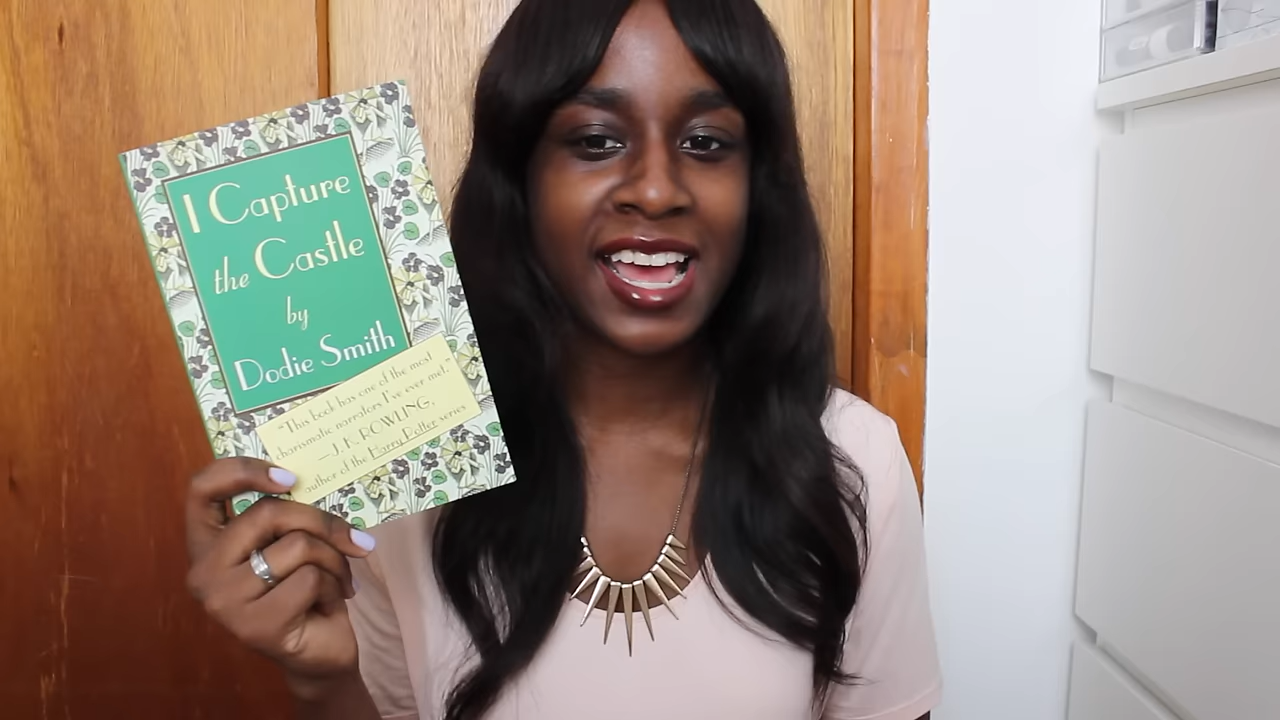 I Capture
the Castle
by
Dodie Smith
"This book has one of the most
charismatic narrators I've ever met."
—J. K. ROWLING,
author of the Harry Potter series